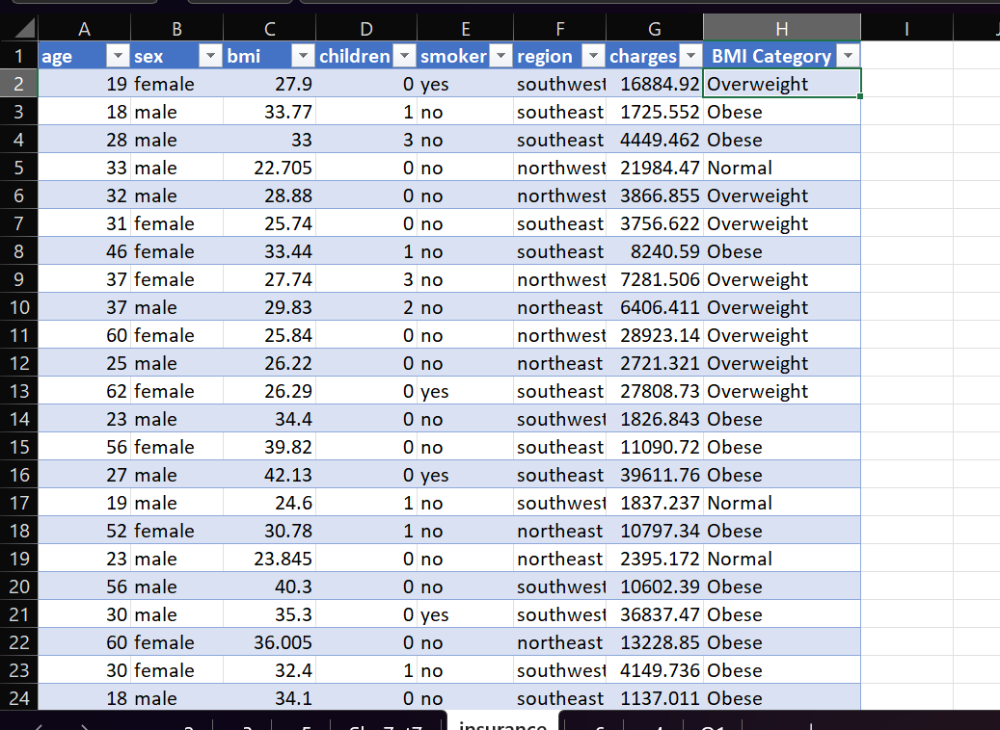 A B C D E F G H I
1 age sex bmi children smoker region charges BMI Category
2 19 female 27.9 0 yes southwest 16884.92 Overweight
3 18 male 33.77 1 no southeast 1725.552 Obese
4 28 male 33 3 no southeast 4449.462 Obese
5 33 male 22.705 0 no northwest 21984.47 Normal
6 32 male 28.88 0 no northwest 3866.855 Overweight
7 31 female 25.74 0 no southeast 3756.622 Overweight
8 46 female 33.44 1 no southeast 8240.59 Obese
9 37 female 27.74 3 no northwest 7281.506 Overweight
10 37 male 29.83 2 no northeast 6406.411 Overweight
11 60 female 25.84 0 no northwest 28923.14 Overweight
12 25 male 26.22 0 no northeast 2721.321 Overweight
13 62 female 26.29 0 yes southeast 27808.73 Overweight
14 23 male 34.4 0 no southwest 1826.843 Obese
15 56 female 39.82 0 no southeast 11090.72 Obese
16 27 male 42.13 0 yes southeast 39611.76 Obese
17 19 male 24.6 1 no southwest 1837.237 Normal
18 52 female 30.78 1 no northeast 10797.34 Obese
19 23 male 23.845 0 no northeast 2395.172 Normal
20 56 male 40.3 0 no southwest 10602.39 Obese
21 30 male 35.3 0 yes southwest 36837.47 Obese
22 60 female 36.005 0 no northeast 13228.85 Obese
23 30 female 32.4 1 no southwest 4149.736 Obese
24 18 male 34.1 0 no southeast 1137.011 Obese
insurance